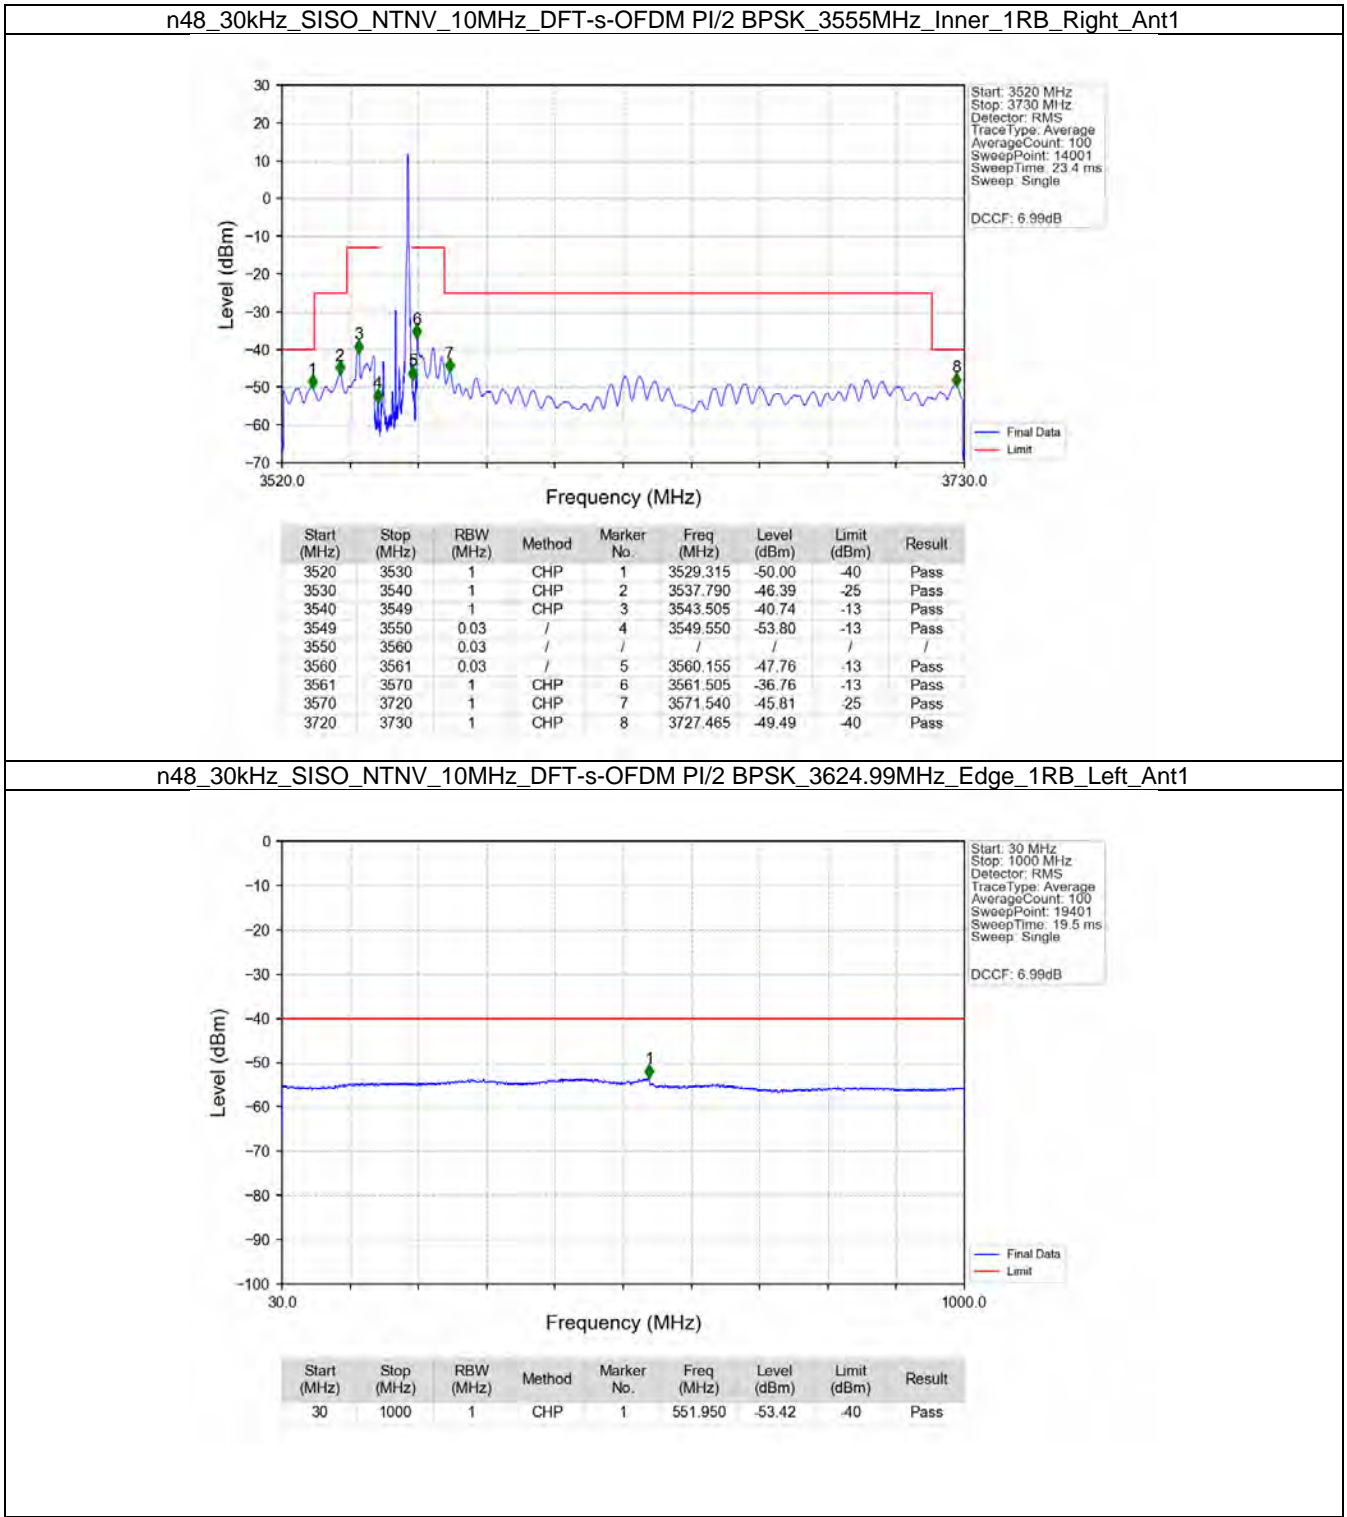 n48_30kHz_SISO_NTNV_10MHz_DFT-s-OFDM PI/2 BPSK_3555MHz_Inner_1RB_Right_Ant1
30
20
10
0
−10
−20
−30
−40
−50
−60
−70
Level (dBm)
1
2
3
4
5
6
7
8
3520.0
3730.0
Frequency (MHz)
Start: 3520 MHz
Stop: 3730 MHz
Detector: RMS
TraceType: Average
AverageCount: 100
SweepPoint: 14001
SweepTime: 23.4 ms
Sweep: Single
DCCF: 6.99dB
Final Data
Limit
Start (MHz) Stop (MHz) RBW (MHz) Method Marker No. Freq (MHz) Level (dBm) Limit (dBm) Result
3520 3530 1 CHP 1 3529.315 -50.00 -40 Pass
3530 3540 1 CHP 2 3537.790 -46.39 -25 Pass
3540 3549 1 CHP 3 3543.505 -40.74 -13 Pass
3549 3550 0.03 / 4 3549.550 -53.80 -13 Pass
3550 3560 0.03 / / / / / /
3560 3561 0.03 / 5 3560.155 -47.76 -13 Pass
3561 3570 1 CHP 6 3561.505 -36.76 -13 Pass
3570 3720 1 CHP 7 3571.540 -45.81 -25 Pass
3720 3730 1 CHP 8 3727.465 -49.49 -40 Pass
n48_30kHz_SISO_NTNV_10MHz_DFT-s-OFDM PI/2 BPSK_3624.99MHz_Edge_1RB_Left_Ant1
0
−10
−20
−30
−40
−50
−60
−70
−80
−90
−100
Level (dBm)
1
30.0
1000.0
Frequency (MHz)
Start: 30 MHz
Stop: 1000 MHz
Detector: RMS
TraceType: Average
AverageCount: 100
SweepPoint: 19401
SweepTime: 19.5 ms
Sweep: Single
DCCF: 6.99dB
Final Data
Limit
Start (MHz) Stop (MHz) RBW (MHz) Method Marker No. Freq (MHz) Level (dBm) Limit (dBm) Result
30 1000 1 CHP 1 551.950 -53.42 -40 Pass